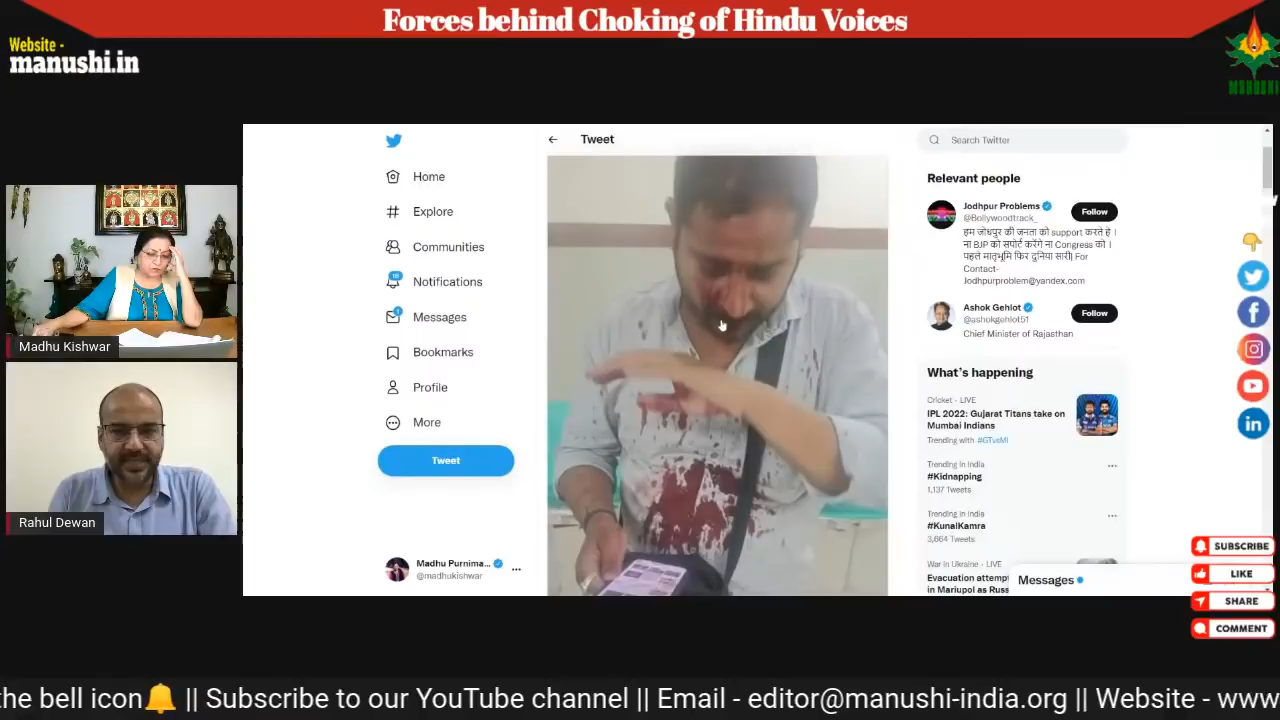 Forces behind Choking of Hindu Voices
Website -
manushi.in
MANUSHI
Madhu Kishwar
Rahul Dewan
Home
Explore
Communities
18
Notifications
1
Messages
Bookmarks
Profile
More
Tweet
Madhu Purnima...
@madhukishwar
Tweet
Search Twitter
Relevant people
Jodhpur Problems
@Bollywoodtrack_
Follow
हम जोधपुर की जनता को support करते है ।
ना BJP को सपोर्ट करेंगे ना Congress को ।
पहले मातृभूमि फिर दुनिया सारी| For
Contact-
Jodhpurproblem@yandex.com
Ashok Gehlot
@ashokgehlot51
Follow
Chief Minister of Rajasthan
What's happening
Cricket · LIVE
IPL 2022: Gujarat Titans take on
Mumbai Indians
Trending with #GTvsMI
Trending in India
#Kidnapping
1,137 Tweets
Trending in India
#KunalKamra
3,664 Tweets
War in Ukraine · LIVE
Evacuation attempt
in Mariupol as Russ
Messages
in
SUBSCRIBE
LIKE
SHARE
COMMENT
the bell icon🔔 || Subscribe to our YouTube channel || Email - editor@manushi-india.org || Website - www